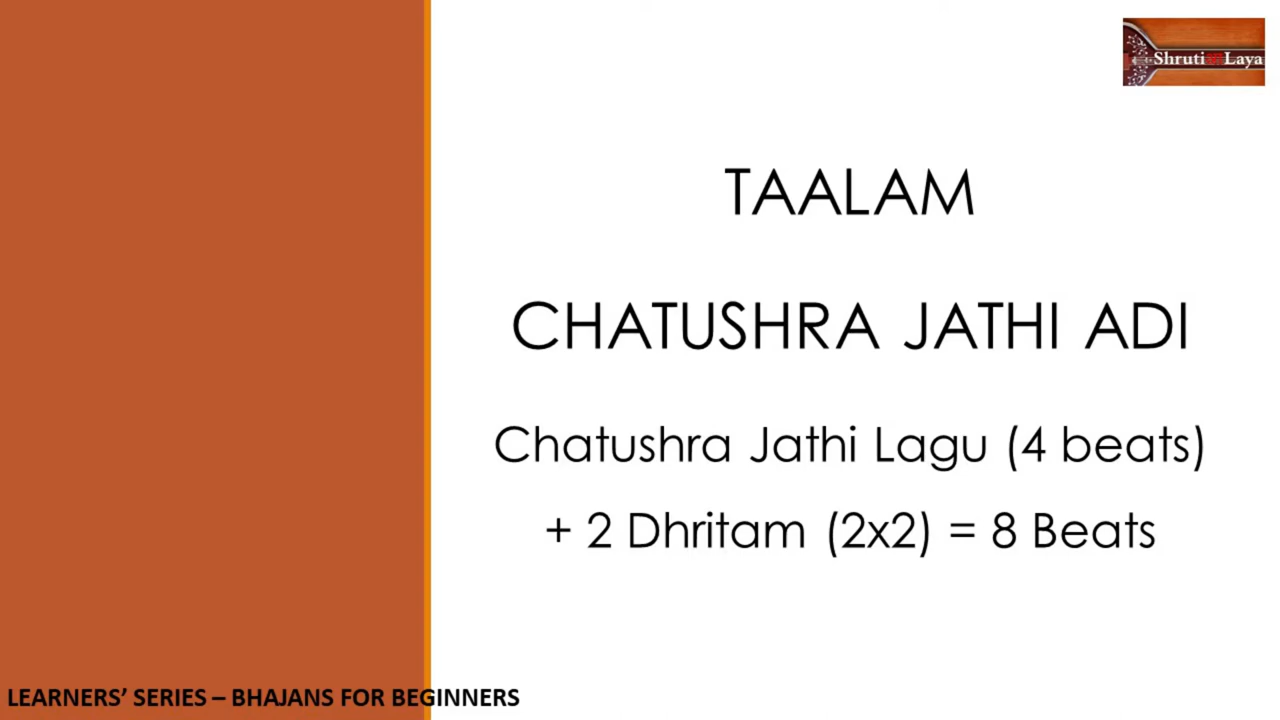 Shruti Laya
TAALAM
CHATUSHRA JATHI ADI
Chatushra Jathi Lagu (4 beats)
+ 2 Dhritam (2x2) = 8 Beats
LEARNERS’ SERIES – BHAJANS FOR BEGINNERS